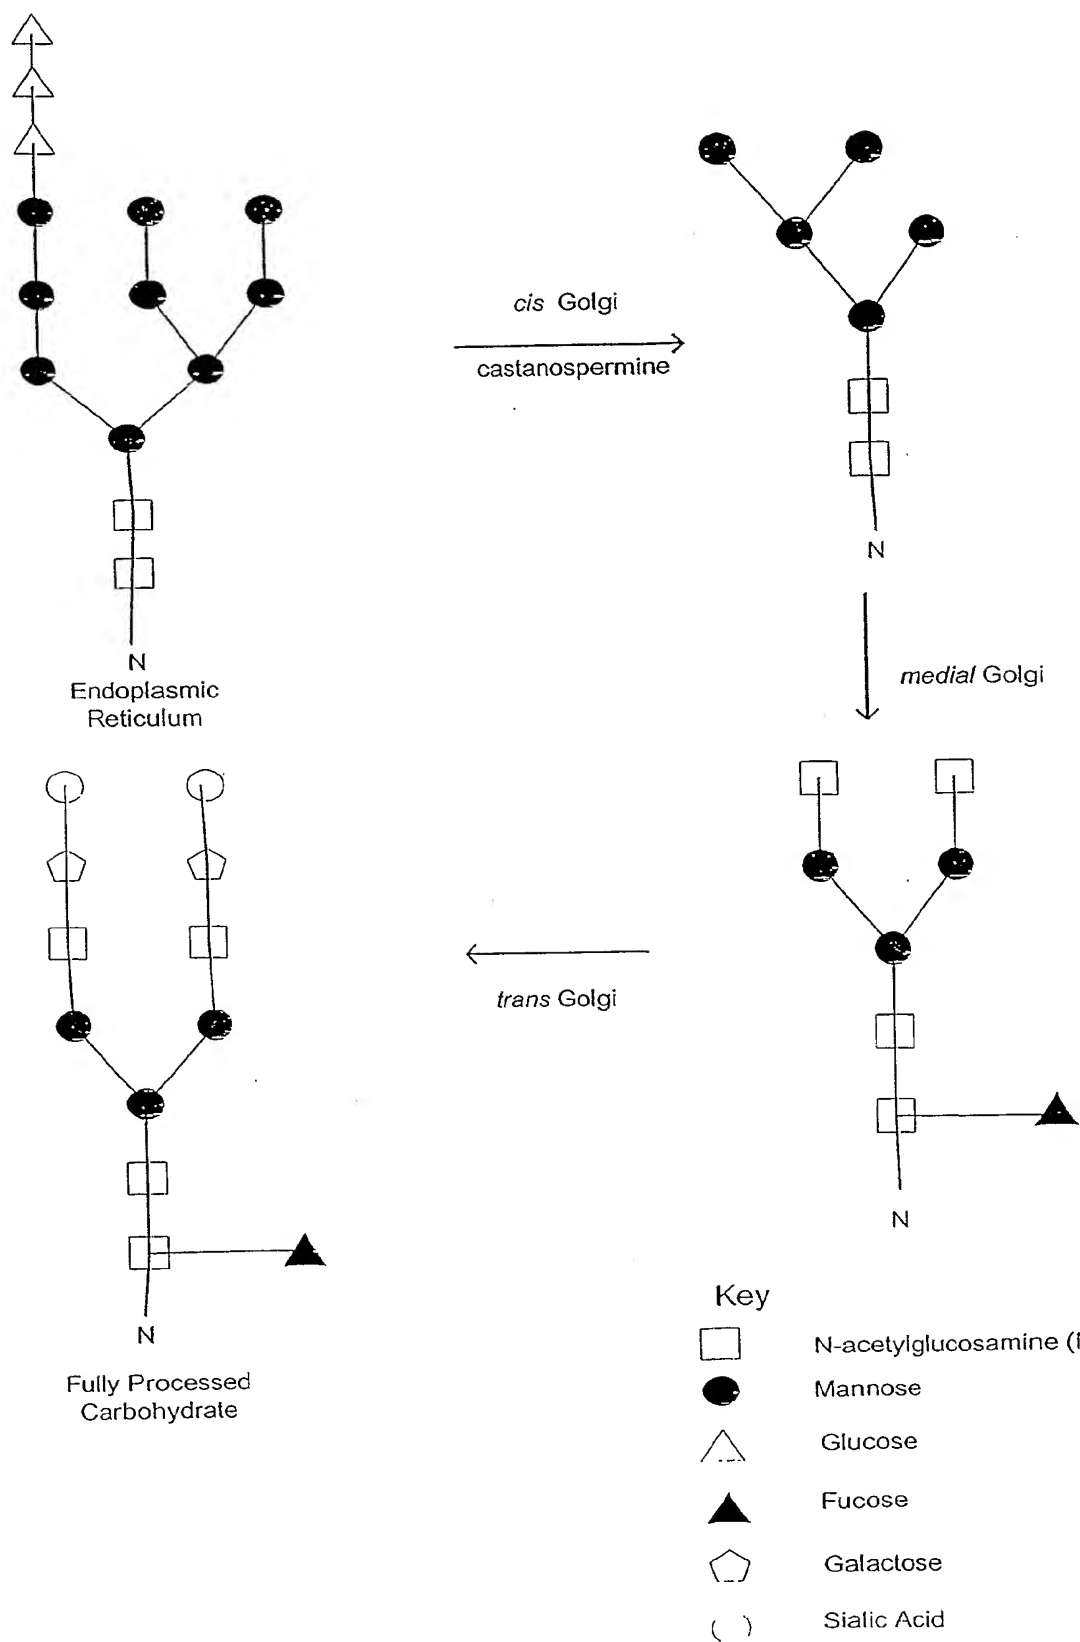 cis Golgi
castanospermine
N
N
Endoplasmic
Reticulum
medial Golgi
trans Golgi
N
N
Fully Processed
Carbohydrate
Key
N-acetylglucosamine (
Mannose
Glucose
Fucose
Galactose
Sialic Acid